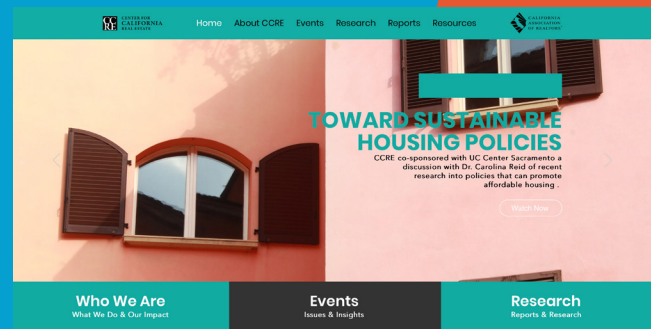 CENTER FOR
CALIFORNIA
REAL ESTATE
CCRE
Home About CCRE Events Research Reports Resources
CALIFORNIA
ASSOCIATION
OF REALTORS
TOWARD SUSTAINABLE
HOUSING POLICIES
CCRE co-sponsored with UC Center Sacramento a
discussion with Dr. Carolina Reid of recent
research into policies that can promote
affordable housing .
Watch Now
Who We Are
What We Do & Our Impact
Events
Issues & Insights
Research
Reports & Research